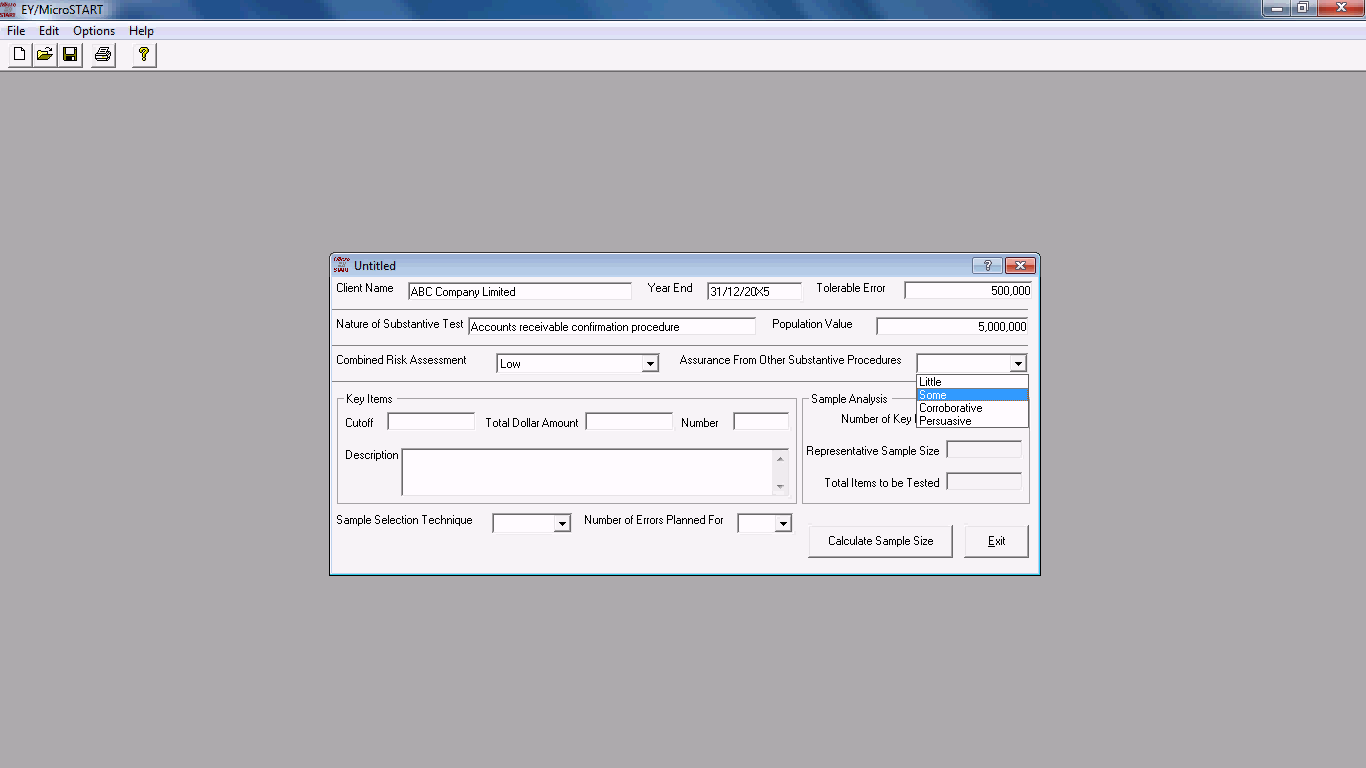 EY/MicroSTART
File Edit Options Help
Untitled
Client Name ABC Company Limited Year End 31/12/20X5 Tolerable Error 500,000
Nature of Substantive Test Accounts receivable confirmation procedure Population Value 5,000,000
Combined Risk Assessment Low Assurance From Other Substantive Procedures
Little
Some
Corroborative
Persuasive
Key Items
Cutoff Total Dollar Amount Number
Description
Sample Analysis
Number of Key
Representative Sample Size
Total Items to be Tested
Sample Selection Technique Number of Errors Planned For
Calculate Sample Size Exit